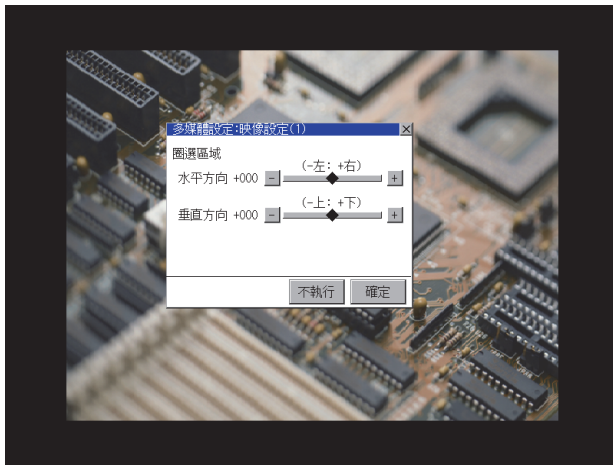 多媒體設定:映像設定(1) ×
圈選區域
(-左: +右)
水平方向 +000 - +
(-上: +下)
垂直方向 +000 - +
不執行 確定